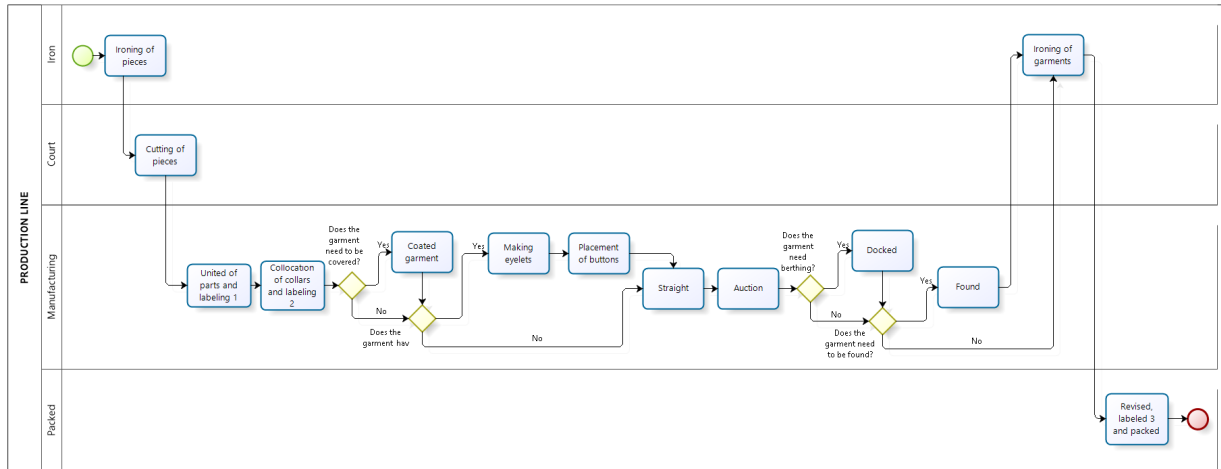 PRODUCTION LINE
Iron
Ironing of
pieces
Ironing of
garments
Court
Cutting of
pieces
Manufacturing
United of
parts and
labeling 1
Collocation
of collars
and labeling
2
Does the
garment
need to be
covered?
Yes
No
Coated
garment
Does the
garment hav
Yes
No
Making
eyelets
Placement
of buttons
Straight
Auction
Does the
garment
need
berthing?
Yes
No
Docked
Does the
garment need
to be found?
Yes
No
Found
Packed
Revised,
labeled 3
and packed